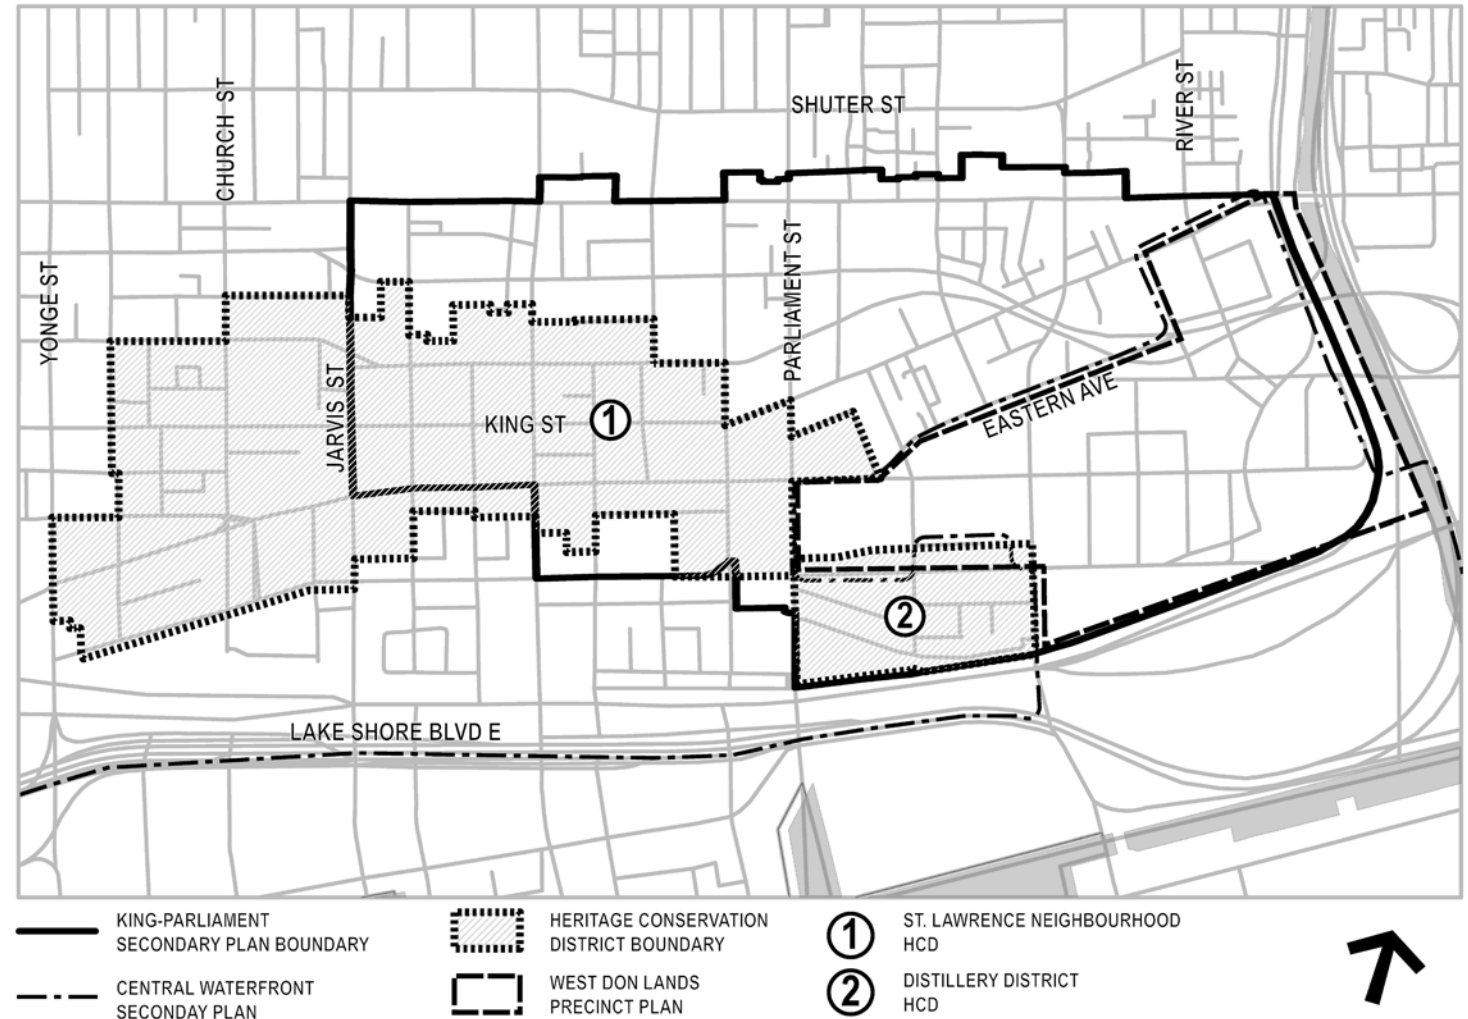 SHUTER ST
RIVER ST
CHURCH ST
PARLIAMENT ST
YONGE ST
JARVIS ST
KING ST
1
EASTERN AVE
2
LAKE SHORE BLVD E
KING-PARLIAMENT
SECONDARY PLAN BOUNDARY
CENTRAL WATERFRONT
SECONDAY PLAN
HERITAGE CONSERVATION
DISTRICT BOUNDARY
WEST DON LANDS
PRECINCT PLAN
1
ST. LAWRENCE NEIGHBOURHOOD
HCD
2
DISTILLERY DISTRICT
HCD